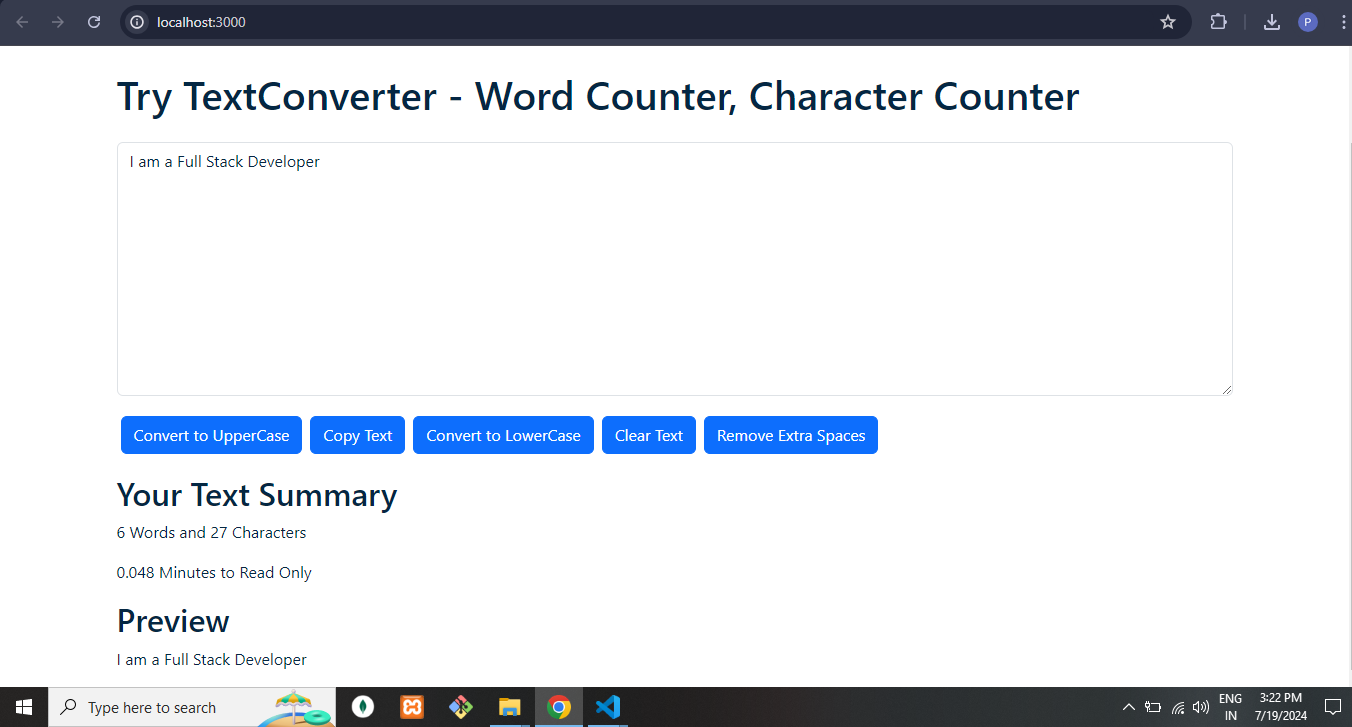 localhost:3000
P
Try TextConverter - Word Counter, Character Counter
I am a Full Stack Developer
Convert to UpperCase Copy Text Convert to LowerCase Clear Text Remove Extra Spaces
Your Text Summary
6 Words and 27 Characters
0.048 Minutes to Read Only
Preview
I am a Full Stack Developer
Type here to search
ENG
IN
3:22 PM
7/19/2024